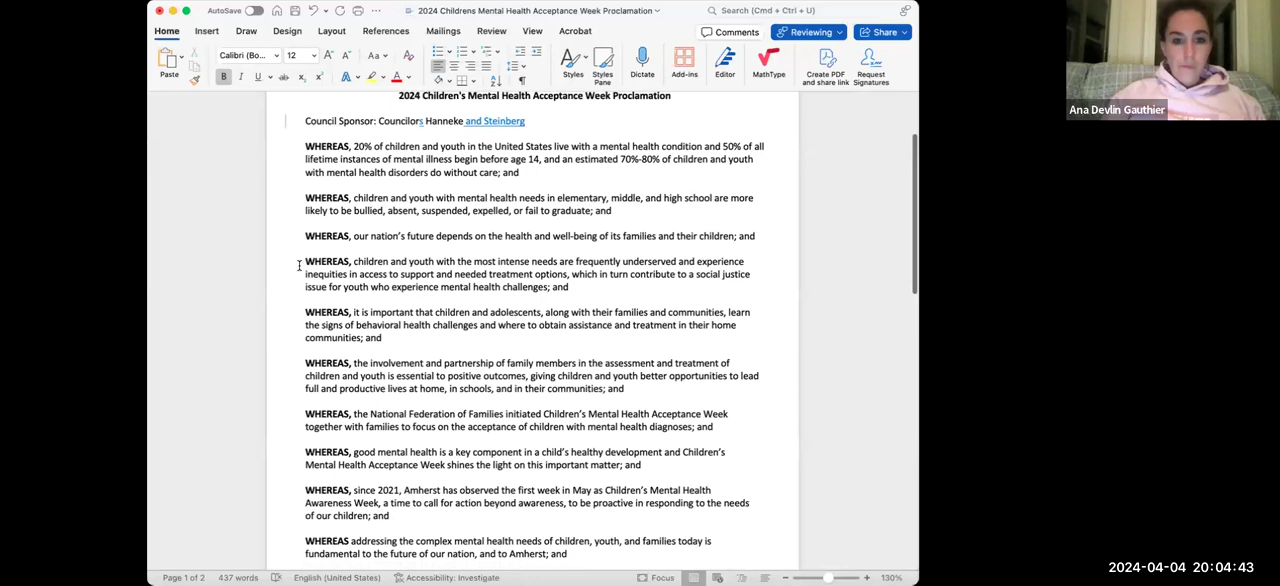 AutoSave
2024 Childrens Mental Health Acceptance Week Proclamation
Search (Cmd + Ctrl + U)
Home Insert Draw Design Layout References Mailings Review View Acrobat
Comments Reviewing Share
Calibri (Bo... 12
Paste
Styles
Styles Pane
Dictate
Add-ins
Editor
MathType
Create PDF and share link
Request Signatures
2024 Children's Mental Health Acceptance Week Proclamation
Council Sponsor: Councilors Hanneke and Steinberg
WHEREAS, 20% of children and youth in the United States live with a mental health condition and 50% of all
lifetime instances of mental illness begin before age 14, and an estimated 70%-80% of children and youth
with mental health disorders do without care; and
WHEREAS, children and youth with mental health needs in elementary, middle, and high school are more
likely to be bullied, absent, suspended, expelled, or fail to graduate; and
WHEREAS, our nation's future depends on the health and well-being of its families and their children; and
WHEREAS, children and youth with the most intense needs are frequently underserved and experience
inequities in access to support and needed treatment options, which in turn contribute to a social justice
issue for youth who experience mental health challenges; and
WHEREAS, it is important that children and adolescents, along with their families and communities, learn
the signs of behavioral health challenges and where to obtain assistance and treatment in their home
communities; and
WHEREAS, the involvement and partnership of family members in the assessment and treatment of
children and youth is essential to positive outcomes, giving children and youth better opportunities to lead
full and productive lives at home, in schools, and in their communities; and
WHEREAS, the National Federation of Families initiated Children's Mental Health Acceptance Week
together with families to focus on the acceptance of children with mental health diagnoses; and
WHEREAS, good mental health is a key component in a child's healthy development and Children's
Mental Health Acceptance Week shines the light on this important matter; and
WHEREAS, since 2021, Amherst has observed the first week in May as Children's Mental Health
Awareness Week, a time to call for action beyond awareness, to be proactive in responding to the needs
of our children; and
WHEREAS addressing the complex mental health needs of children, youth, and families today is
fundamental to the future of our nation, and to Amherst; and
Page 1 of 2 437 words English (United States) Accessibility: Investigate Focus 130%
Ana Devlin Gauthier
2024-04-04 20:04:43